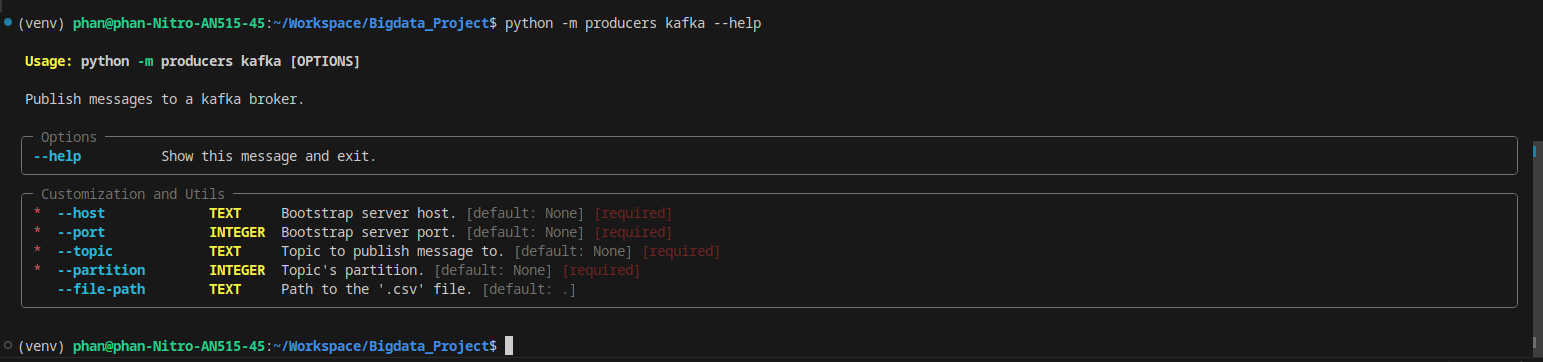 (venv) phan@phan-Nitro-AN515-45:~/Workspace/Bigdata_Project$ python -m producers kafka --help
Usage: python -m producers kafka [OPTIONS]
Publish messages to a kafka broker.
Options
--help Show this message and exit.
Customization and Utils
* --host TEXT Bootstrap server host. [default: None] [required]
* --port INTEGER Bootstrap server port. [default: None] [required]
* --topic TEXT Topic to publish message to. [default: None] [required]
* --partition INTEGER Topic's partition. [default: None] [required]
--file-path TEXT Path to the '.csv' file. [default: .]
(venv) phan@phan-Nitro-AN515-45:~/Workspace/Bigdata_Project$